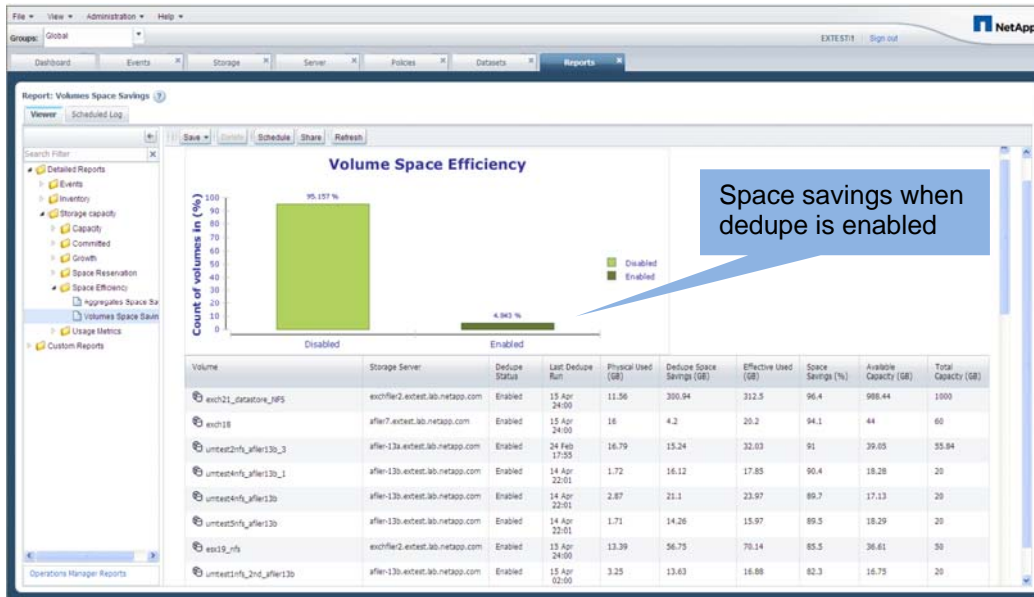 File View Administration Help
NetApp
Groups: Global
EXTEST\t Sign out
Dashboard Events Storage Server Policies Datasets Reports
Report: Volumes Space Savings
Viewer Scheduled Log
Save Delete Schedule Share Refresh
Search Filter
Detailed Reports
Events
Inventory
Storage capacity
Capacity
Committed
Growth
Space Reservation
Space Efficiency
Aggregates Space Sa
Volumes Space Savin
Usage Metrics
Custom Reports
Operations Manager Reports
Volume Space Efficiency
Count of volumes in (%)
100
90
80
70
60
50
40
30
20
10
0
95.157 %
4.843 %
Disabled Enabled
Disabled
Enabled
Space savings when
dedupe is enabled
Volume Storage Server Dedupe Status Last Dedupe Run Physical Used (GB) Dedupe Space Savings (GB) Effective Used (GB) Space Savings (%) Available Capacity (GB) Total Capacity (GB)
exch21_datastore_NFS exchfiler2.extest.lab.netapp.com Enabled 15 Apr 24:00 11.56 300.94 312.5 96.4 988.44 1000
exch18 afiler7.extest.lab.netapp.com Enabled 15 Apr 24:00 16 4.2 20.2 94.1 44 60
umtest2nfs_afiler13b_3 afiler-13a.extest.lab.netapp.com Enabled 24 Feb 17:55 16.79 15.24 32.03 91 39.05 55.84
umtest4nfs_afiler13b_1 afiler-13b.extest.lab.netapp.com Enabled 14 Apr 22:01 1.72 16.12 17.85 90.4 18.28 20
umtest4nfs_afiler13b afiler-13b.extest.lab.netapp.com Enabled 14 Apr 22:01 2.87 21.1 23.97 89.7 17.13 20
umtest5nfs_afiler13b afiler-13b.extest.lab.netapp.com Enabled 14 Apr 22:01 1.71 14.26 15.97 89.5 18.29 20
esx19_nfs exchfiler2.extest.lab.netapp.com Enabled 15 Apr 24:00 13.39 56.75 70.14 85.5 36.61 50
umtest1nfs_2nd_afiler13b afiler-13b.extest.lab.netapp.com Enabled 15 Apr 02:00 3.25 13.63 16.88 82.3 16.75 20